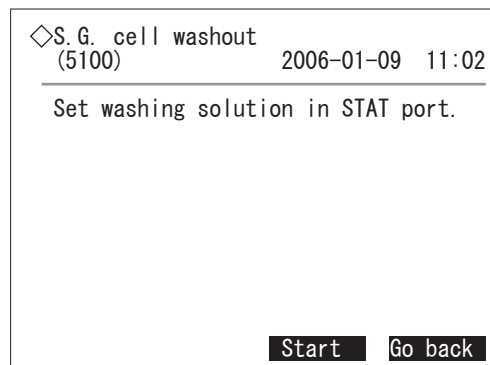 ◇S.G. cell washout
(5100) 2006-01-09 11:02
Set washing solution in STAT port.
Start Go back